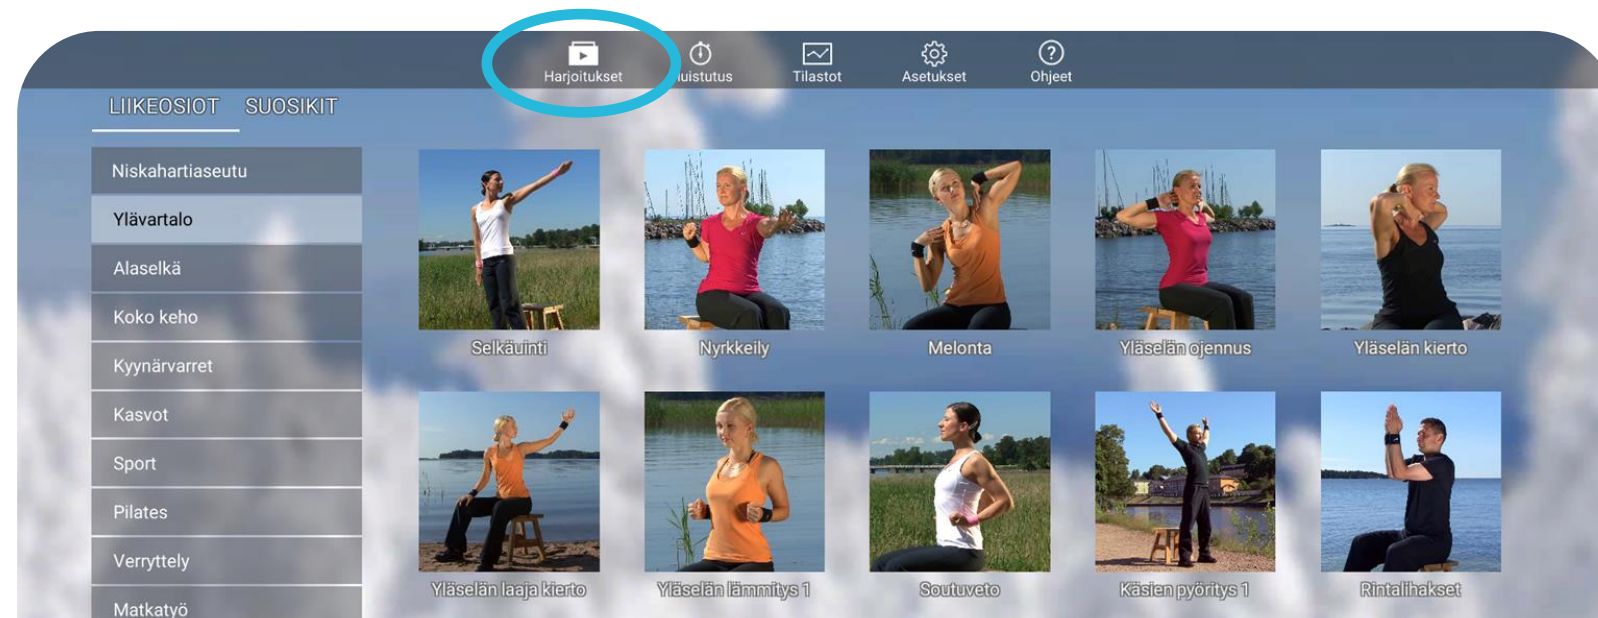 Harjoitukset
uistutus
Tilastot
Asetukset
Ohjeet
LIIKEOSIOT SUOSIKIT
Niskahartiaseutu
Ylävartalo
Alaselkä
Koko keho
Kyynärvarret
Kasvot
Sport
Pilates
Verryttely
Matkatyö
Selkäuinti
Nyrkkeily
Melonta
Yläselän ojennus
Yläselän kierto
Yläselän laaja kierto
Yläselän lämmitys 1
Soutuveto
Käsien pyöritys 1
Rintalihakset